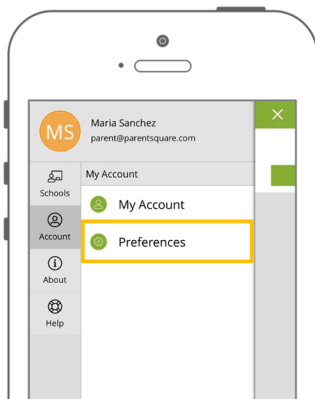 MS
Maria Sanchez
parent@parentsquare.com
Schools
Account
About
Help
My Account
My Account
Preferences